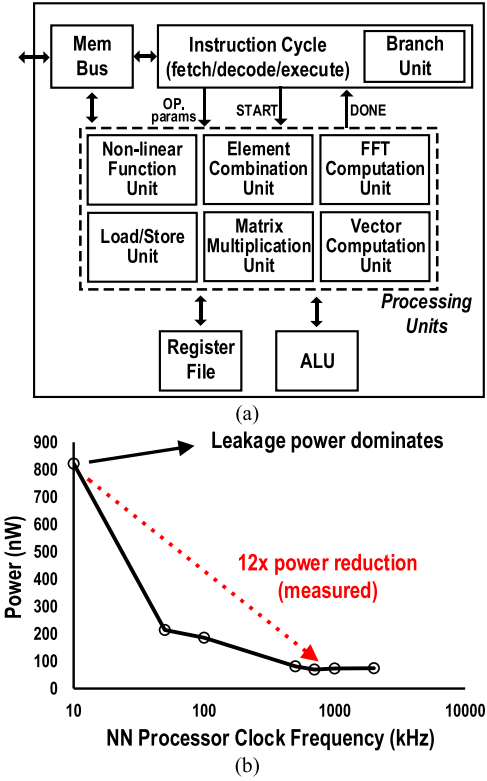 Mem
Bus
Instruction Cycle
(fetch/decode/execute)
Branch
Unit
OP.
params
START
DONE
Non-linear
Function
Unit
Element
Combination
Unit
FFT
Computation
Unit
Load/Store
Unit
Matrix
Multiplication
Unit
Vector
Computation
Unit
Processing
Units
Register
File
ALU
(a)
900
800
700
600
500
400
300
200
100
0
Power (nW)
Leakage power dominates
12x power reduction
(measured)
10
100
1000
10000
NN Processor Clock Frequency (kHz)
(b)